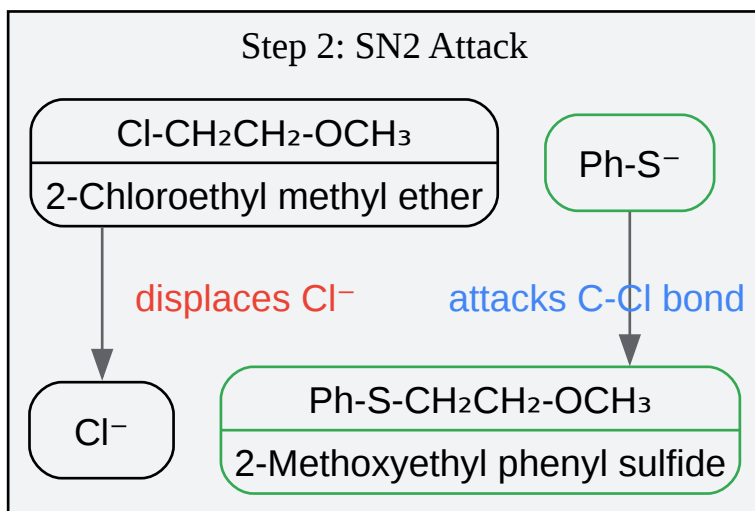 Step 2: SN2 Attack
Cl-CH₂CH₂-OCH₃
2-Chloroethyl methyl ether
Ph-S⁻
displaces Cl⁻
attacks C-Cl bond
Cl⁻
Ph-S-CH₂CH₂-OCH₃
2-Methoxyethyl phenyl sulfide